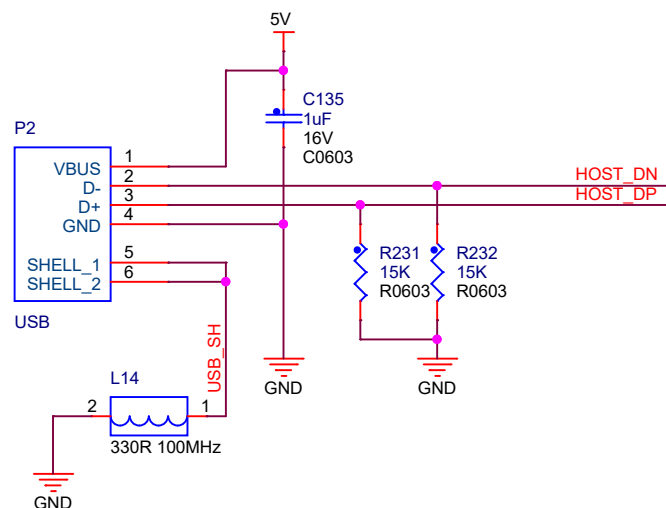 5V
C135
1uF
16V
C0603
P2
VBUS 1
D- 2
D+ 3
GND 4
SHELL_1 5
SHELL_2 6
USB
HOST_DN
HOST_DP
R231
15K
R0603
R232
15K
R0603
USB_SH
GND
GND
L14
2 1
330R 100MHz
GND